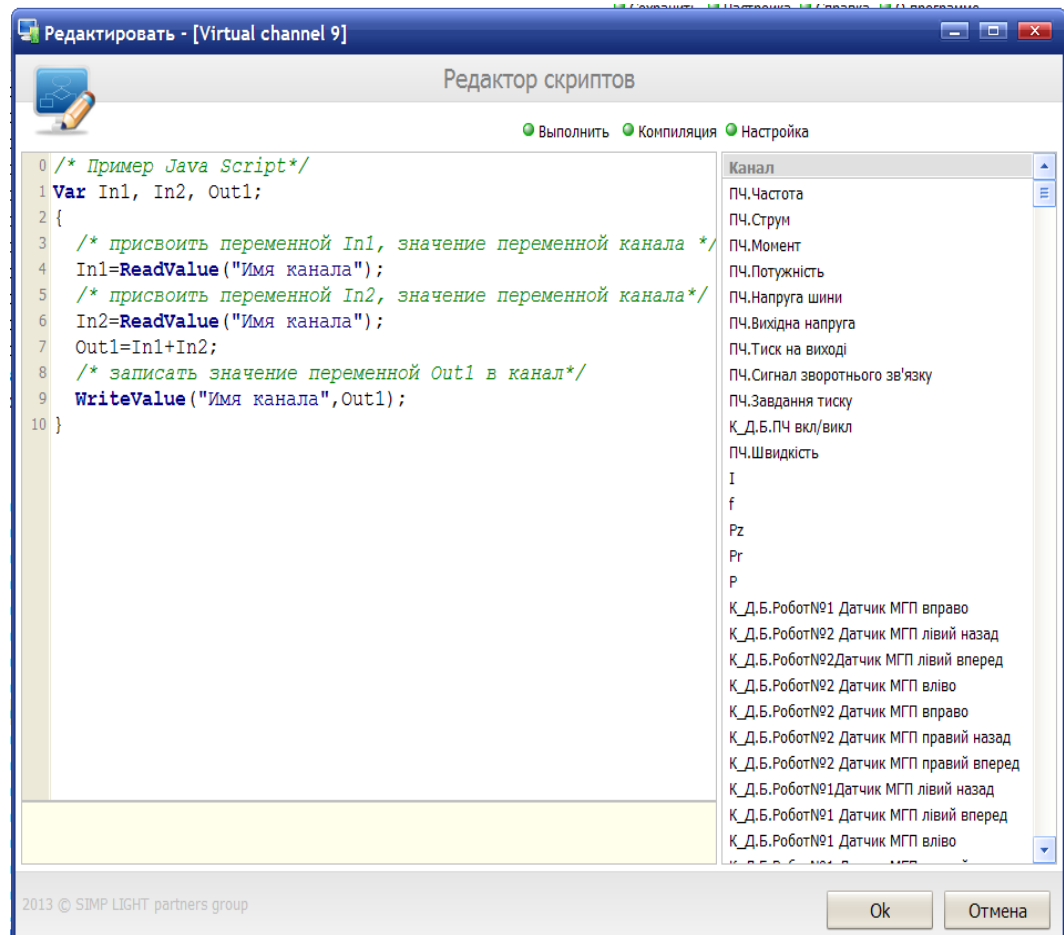 Сохранить Настройка Справка О программе
Редактировать - [Virtual channel 9]
Редактор скриптов
Выполнить Компиляция Настройка
0 /* Пример Java Script*/
1 Var In1, In2, Out1;
2 {
3 /* присвоить переменной In1, значение переменной канала */
4 In1=ReadValue("Имя канала");
5 /* присвоить переменной In2, значение переменной канала*/
6 In2=ReadValue("Имя канала");
7 Out1=In1+In2;
8 /* записать значение переменной Out1 в канал*/
9 WriteValue("Имя канала",Out1);
10 }
Канал
ПЧ.Частота
ПЧ.Струм
ПЧ.Момент
ПЧ.Потужність
ПЧ.Напруга шини
ПЧ.Вихідна напруга
ПЧ.Тиск на виході
ПЧ.Сигнал зворотнього зв'язку
ПЧ.Завдання тиску
К_Д.Б.ПЧ вкл/викл
ПЧ.Швидкість
I
f
Pz
Pr
P
К_Д.Б.Робот№1 Датчик МГП вправо
К_Д.Б.Робот№2 Датчик МГП лівий назад
К_Д.Б.Робот№2Датчик МГП лівий вперед
К_Д.Б.Робот№2 Датчик МГП вліво
К_Д.Б.Робот№2 Датчик МГП вправо
К_Д.Б.Робот№2 Датчик МГП правий назад
К_Д.Б.Робот№2 Датчик МГП правий вперед
К_Д.Б.Робот№1Датчик МГП лівий назад
К_Д.Б.Робот№1 Датчик МГП лівий вперед
К_Д.Б.Робот№1 Датчик МГП вліво
2013 © SIMP LIGHT partners group
Ok Отмена